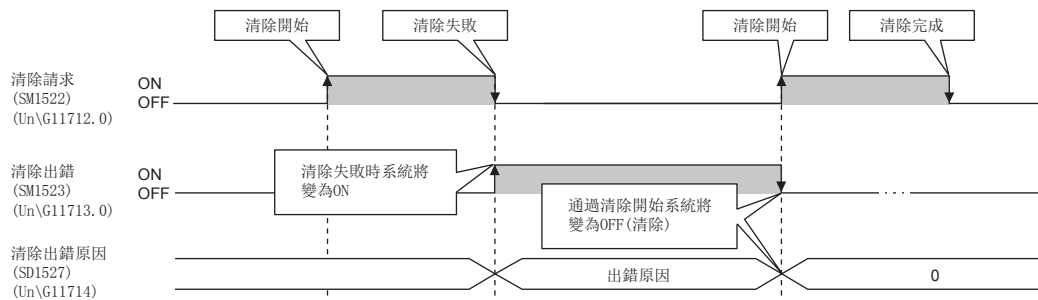 清除開始
清除失敗
清除開始
清除完成
清除請求
(SM1522)
(Un\G11712.0)
ON
OFF
清除出錯
(SM1523)
(Un\G11713.0)
ON
OFF
清除失敗時系統將
變為ON
通過清除開始系統將
變為OFF(清除)
清除出錯原因
(SD1527)
(Un\G11714)
出錯原因
0